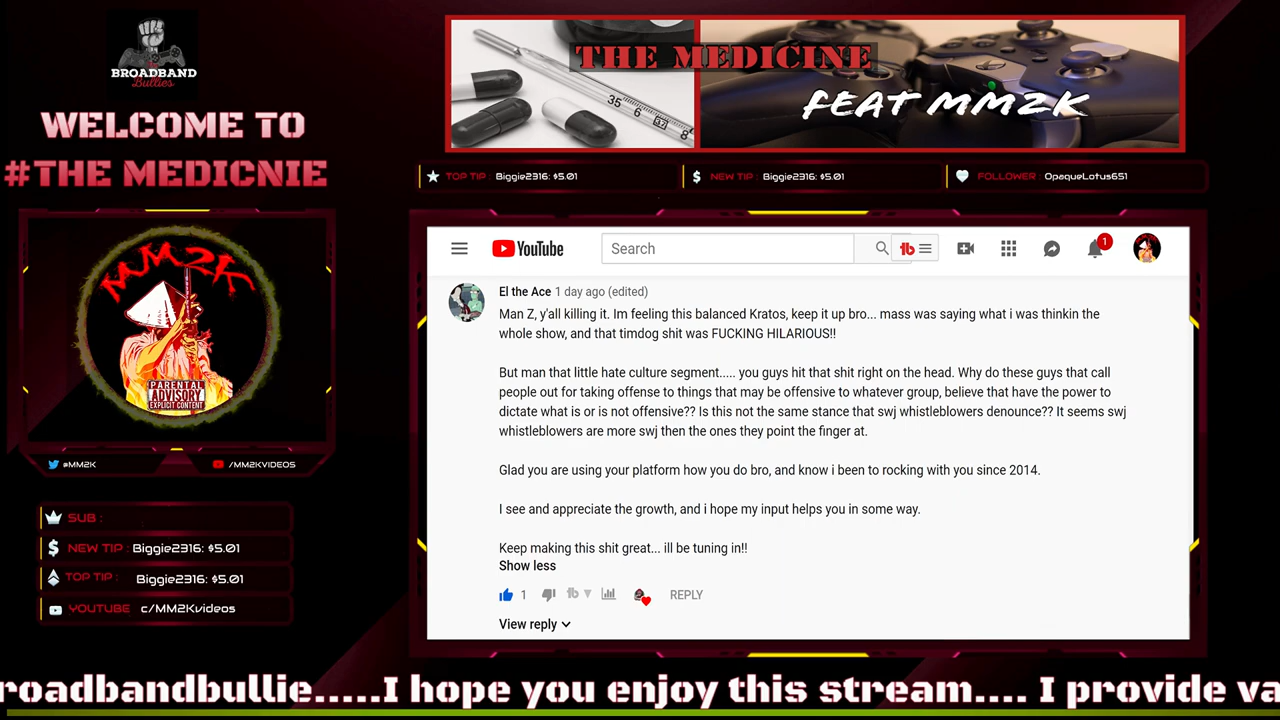 BROADBAND
Bullies
WELCOME TO
#THE MEDICNIE
MM2K
PARENTAL
ADVISORY
EXPLICIT CONTENT
@MM2K
/MM2KVIDEOS
SUB :
NEW TIP : Biggie2316: $5.01
TOP TIP : Biggie2316: $5.01
YOUTUBE c/MM2Kvideos
THE MEDICINE
FEAT MM2K
35
6
37
8
TOP TIP : Biggie2316: $5.01
NEW TIP : Biggie2316: $5.01
FOLLOWER : OpaqueLotus651
YouTube
Search
tb
1
El the Ace 1 day ago (edited)
Man Z, y'all killing it. Im feeling this balanced Kratos, keep it up bro... mass was saying what i was thinkin the
whole show, and that timdog shit was FUCKING HILARIOUS!!
But man that little hate culture segment..... you guys hit that shit right on the head. Why do these guys that call
people out for taking offense to things that may be offensive to whatever group, believe that have the power to
dictate what is or is not offensive?? Is this not the same stance that swj whistleblowers denounce?? It seems swj
whistleblowers are more swj then the ones they point the finger at.
Glad you are using your platform how you do bro, and know i been to rocking with you since 2014.
I see and appreciate the growth, and i hope my input helps you in some way.
Keep making this shit great... ill be tuning in!!
Show less
1 tb REPLY
View reply
roadbandbullie.....I hope you enjoy this stream.... I provide va